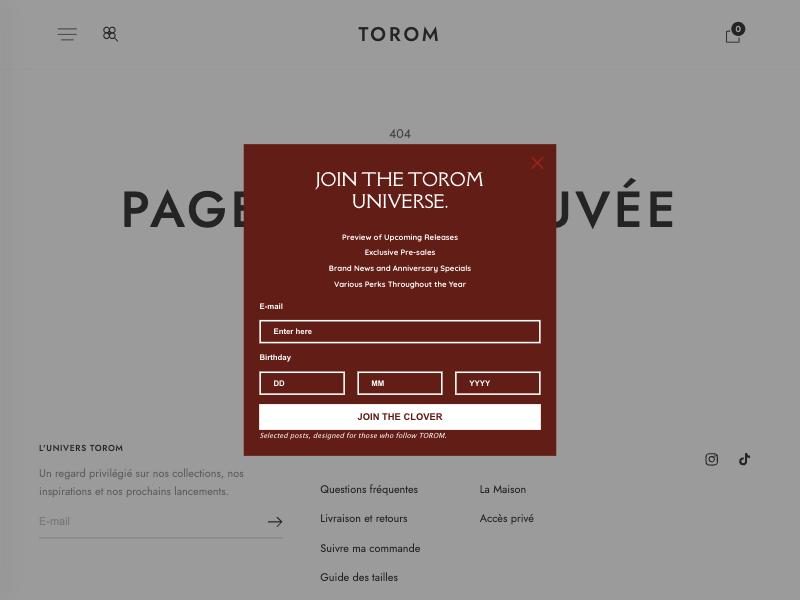 TOROM
0
404
PAGE
UVÉE
JOIN THE TOROM
UNIVERSE.
Preview of Upcoming Releases
Exclusive Pre-sales
Brand News and Anniversary Specials
Various Perks Throughout the Year
E-mail
Enter here
Birthday
DD
MM
YYYY
JOIN THE CLOVER
Selected posts, designed for those who follow TOROM.
L'UNIVERS TOROM
Un regard privilégié sur nos collections, nos
inspirations et nos prochains lancements.
E-mail
Questions fréquentes
Livraison et retours
Suivre ma commande
Guide des tailles
La Maison
Accès privé